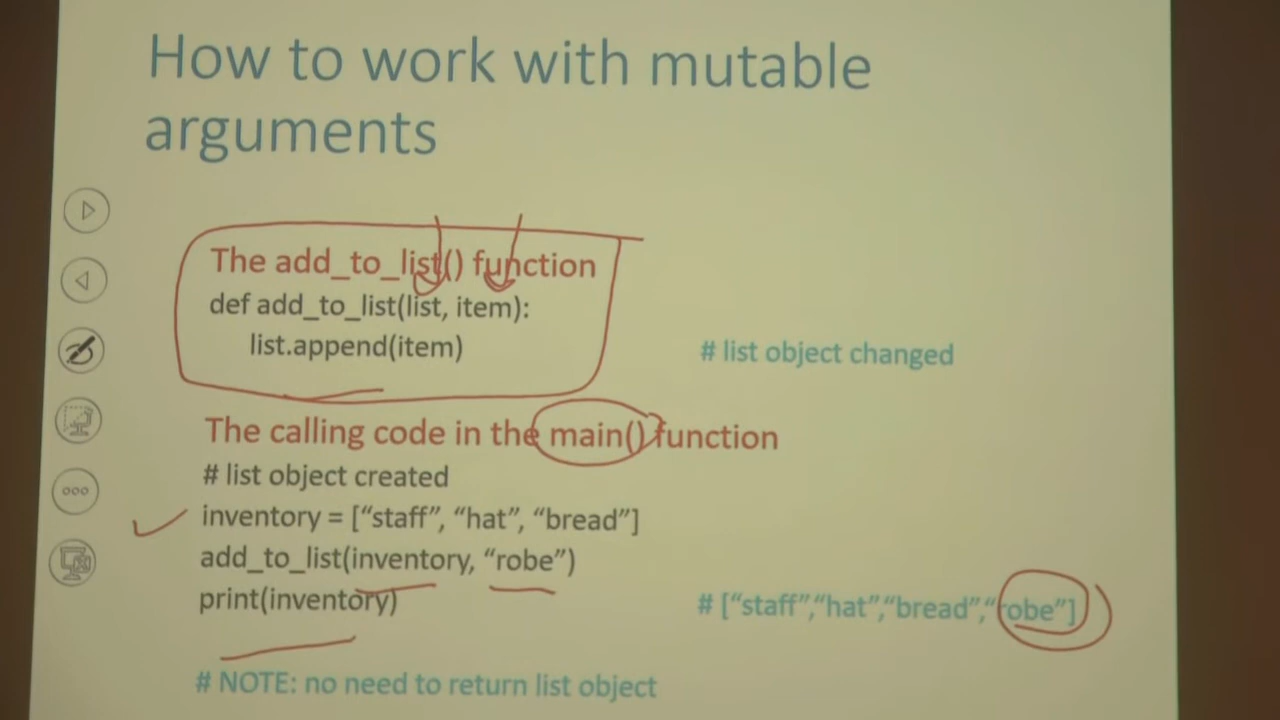 How to work with mutable
arguments
The add_to_list() function
def add_to_list(list, item):
list.append(item)
# list object changed
The calling code in the main() function
# list object created
inventory = [“staff”, “hat”, “bread”]
add_to_list(inventory, “robe”)
print(inventory)
# [“staff”,“hat”,“bread”,“robe”]
# NOTE: no need to return list object